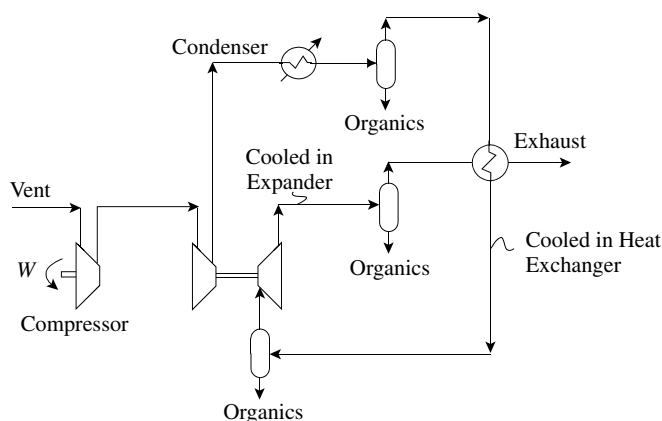 Condenser
Organics
Exhaust
Cooled in
Expander
Vent
Cooled in Heat
Exchanger
Organics
W
Compressor
Organics